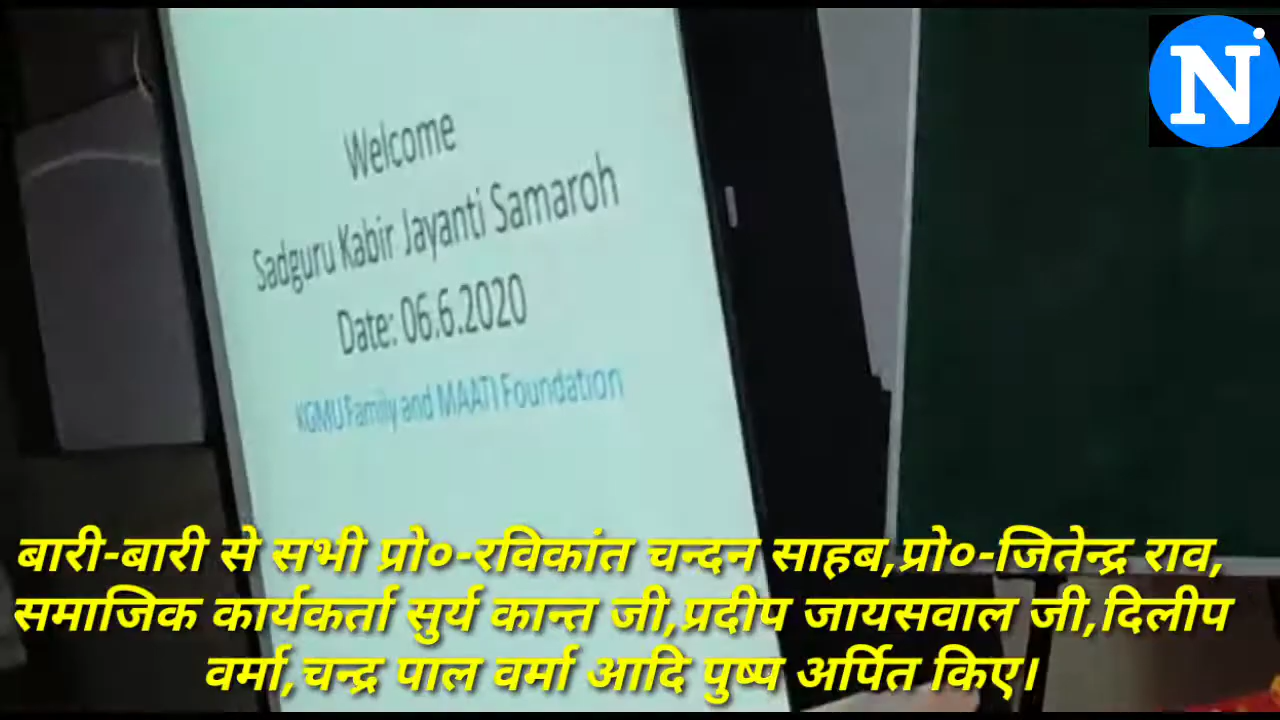 N
Welcome
Sadguru Kabir Jayanti Samaroh
Date: 06.6.2020
KGMU Family and MAATI Foundation
बारी-बारी से सभी प्रो०-रविकांत चन्दन साहब,प्रो०-जितेन्द्र राव,
समाजिक कार्यकर्ता सुर्य कान्त जी,प्रदीप जायसवाल जी,दिलीप
वर्मा,चन्द्र पाल वर्मा आदि पुष्प अर्पित किए।